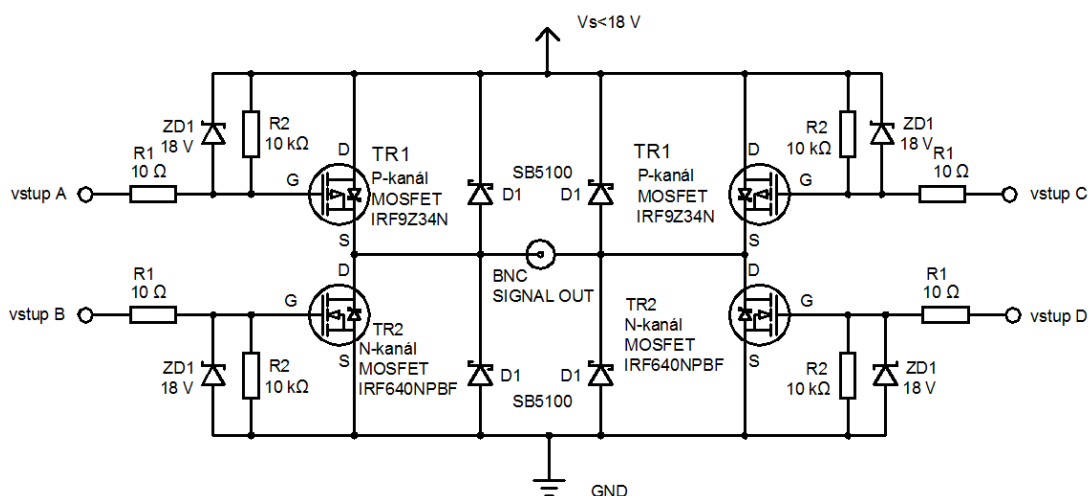 Vs<18 V
ZD1
18 V
R2
10 kΩ
R1
10 Ω
vstup A
G
D
S
TR1
P-kanál
MOSFET
IRF9Z34N
SB5100
D1
D1
TR1
P-kanál
MOSFET
IRF9Z34N
D
G
S
R2
10 kΩ
ZD1
18 V
R1
10 Ω
vstup C
BNC
SIGNAL OUT
R1
10 Ω
vstup B
G
D
S
ZD1
18 V
R2
10 kΩ
TR2
N-kanál
MOSFET
IRF640NPBF
D1
D1
SB5100
TR2
N-kanál
MOSFET
IRF640NPBF
D
G
S
R1
10 Ω
vstup D
R2
10 kΩ
ZD1
18 V
GND